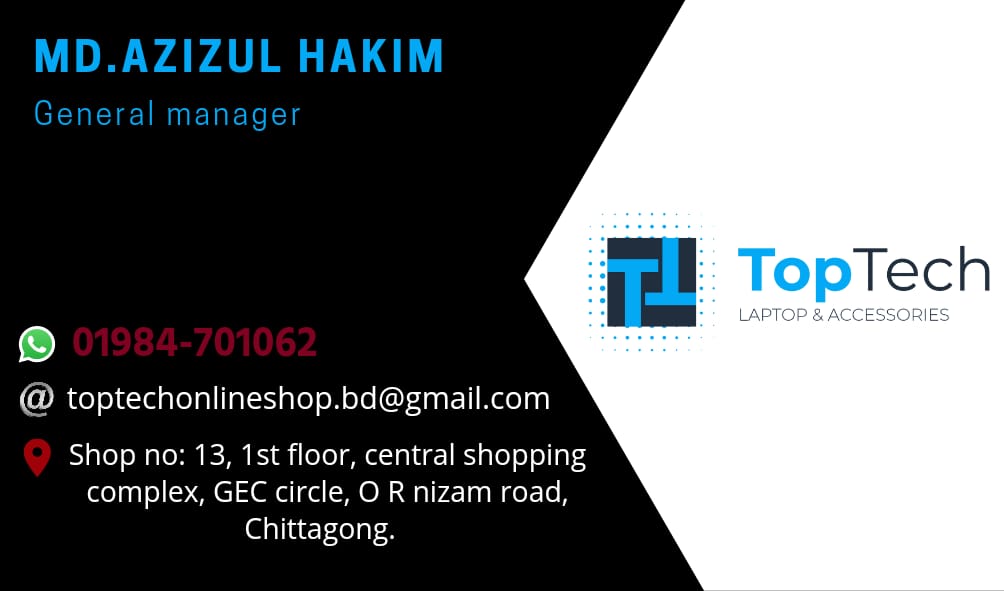 MD.AZIZUL HAKIM
General manager
TopTech
LAPTOP & ACCESSORIES
01984-701062
@ toptechonlineshop.bd@gmail.com
Shop no: 13, 1st floor, central shopping
complex, GEC circle, O R nizam road,
Chittagong.